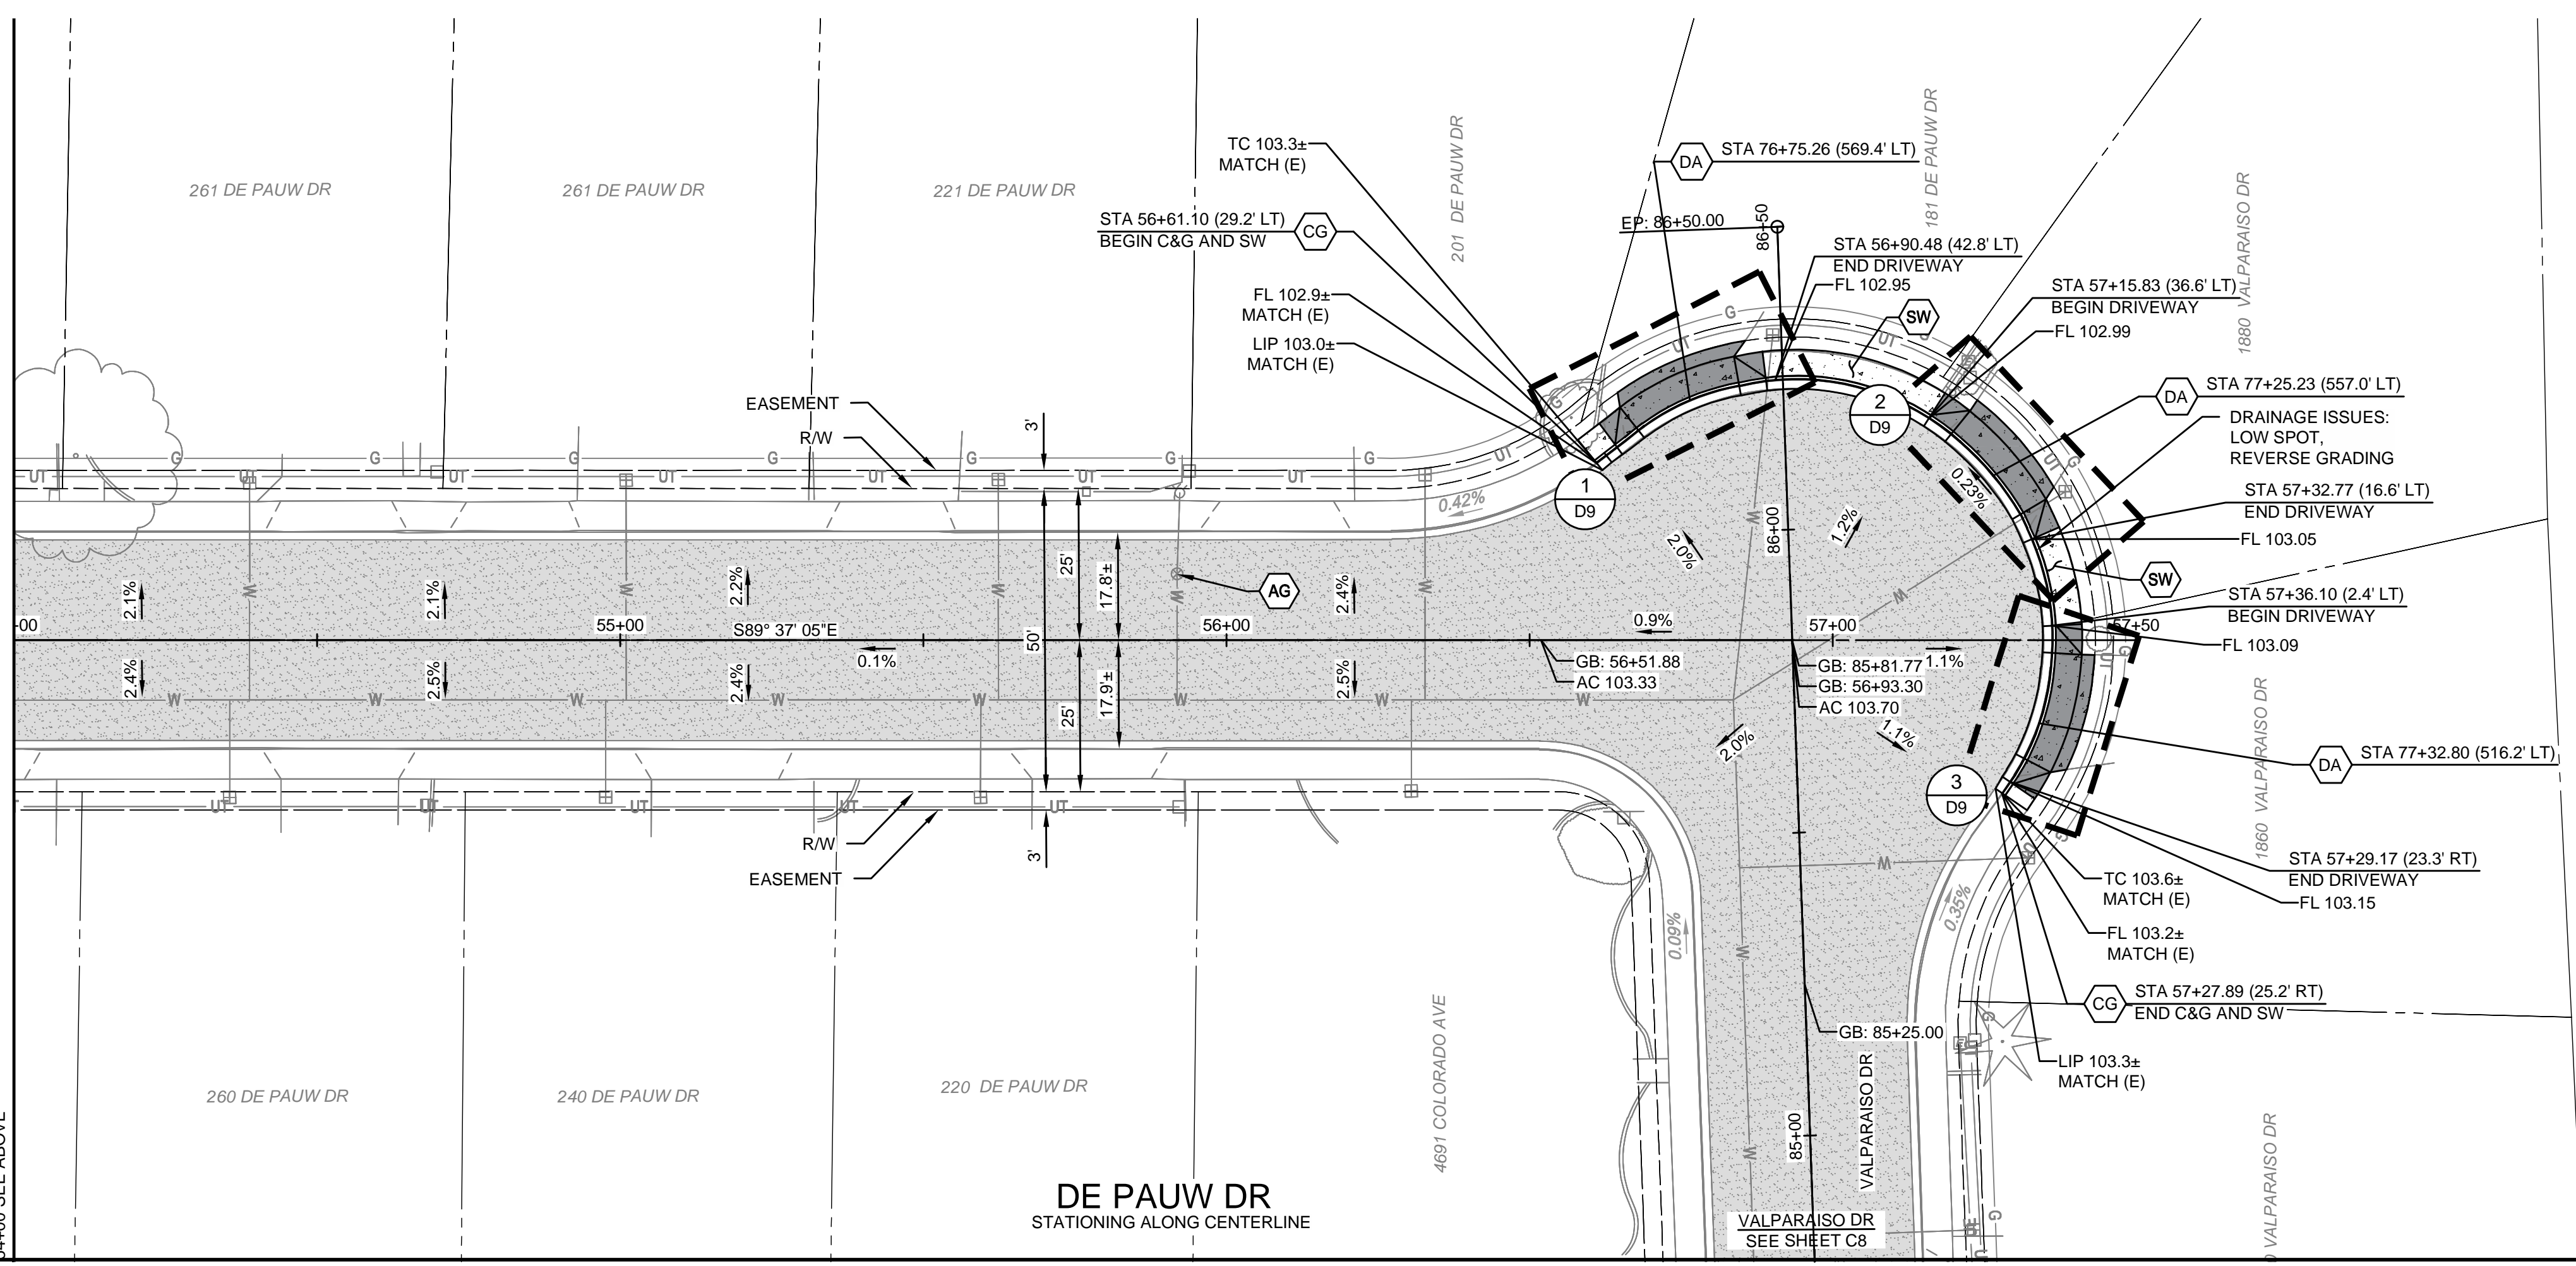 261 DE PAUW DR
261 DE PAUW DR
221 DE PAUW DR
201 DE PAUW DR
181 DE PAUW DR
1880 VALPARAISO DR
TC 103.3±
MATCH (E)
STA 56+61.10 (29.2' LT)
BEGIN C&G AND SW
CG
FL 102.9±
MATCH (E)
LIP 103.0±
MATCH (E)
DA
STA 76+75.26 (569.4' LT)
EP: 86+50.00
86+50
STA 56+90.48 (42.8' LT)
END DRIVEWAY
FL 102.95
SW
STA 57+15.83 (36.6' LT)
BEGIN DRIVEWAY
FL 102.99
DA
STA 77+25.23 (557.0' LT)
DRAINAGE ISSUES:
LOW SPOT,
REVERSE GRADING
STA 57+32.77 (16.6' LT)
END DRIVEWAY
FL 103.05
SW
STA 57+36.10 (2.4' LT)
BEGIN DRIVEWAY
57+50
FL 103.09
EASEMENT
R/W
3'
G G G G G G G
UT UT UT UT UT UT UT
1
D9
2
D9
0.42%
0.23%
2.0%
86+00
1.2%
2.1%
2.1%
2.2%
25'
17.8'±
AG
2.4%
W W W W W W W
-00
55+00
S89° 37' 05"E
50'
56+00
0.9%
57+00
0.1%
GB: 56+51.88
AC 103.33
GB: 85+81.77
1.1%
GB: 56+93.30
AC 103.70
2.4%
2.5%
2.4%
25'
17.9'±
2.5%
2.0%
1.1%
W W W W W W W W
DA
STA 77+32.80 (516.2' LT)
3
D9
UT UT UT UT UT
R/W
EASEMENT
3'
1860 VALPARAISO DR
STA 57+29.17 (23.3' RT)
END DRIVEWAY
FL 103.15
TC 103.6±
MATCH (E)
FL 103.2±
MATCH (E)
0.09%
0.35%
CG
STA 57+27.89 (25.2' RT)
END C&G AND SW
LIP 103.3±
MATCH (E)
GB: 85+25.00
260 DE PAUW DR
240 DE PAUW DR
220 DE PAUW DR
4691 COLORADO AVE
85+00
VALPARAISO DR
VALPARAISO DR
DE PAUW DR
STATIONING ALONG CENTERLINE
VALPARAISO DR
SEE SHEET C8
SEE ABOVE